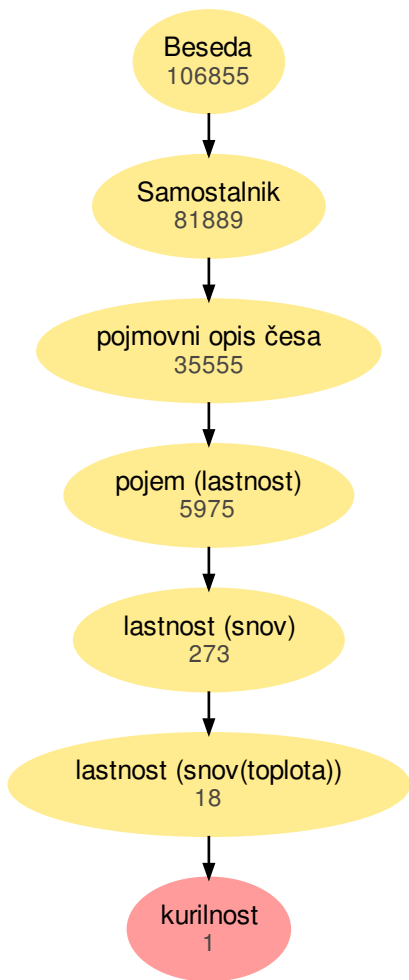 Beseda
106855
Samostalnik
81889
pojmovni opis česa
35555
pojem (lastnost)
5975
lastnost (snov)
273
lastnost (snov(toplota))
18
kurilnost
1